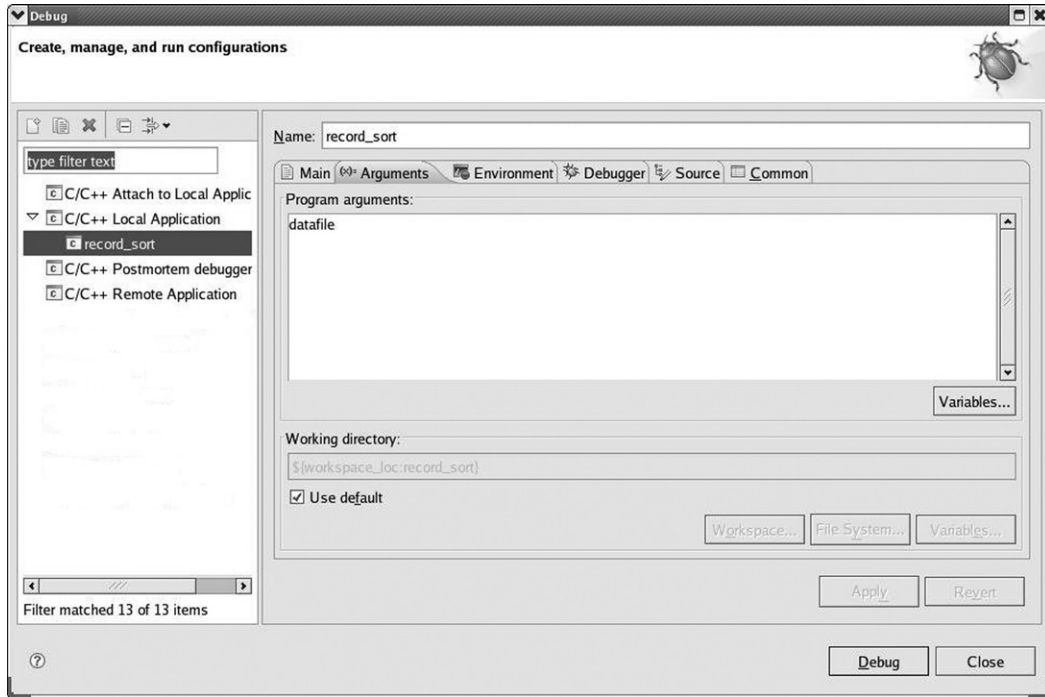 Debug
Create, manage, and run configurations
type filter text
C/C++ Attach to Local Applic
C/C++ Local Application
record_sort
C/C++ Postmortem debugger
C/C++ Remote Application
Filter matched 13 of 13 items
Name: record_sort
Main (x)= Arguments Environment Debugger Source Common
Program arguments:
datafile
Variables...
Working directory:
${workspace_loc:record_sort}
Use default
Workspace... File System... Variables...
Apply Revert
Debug Close